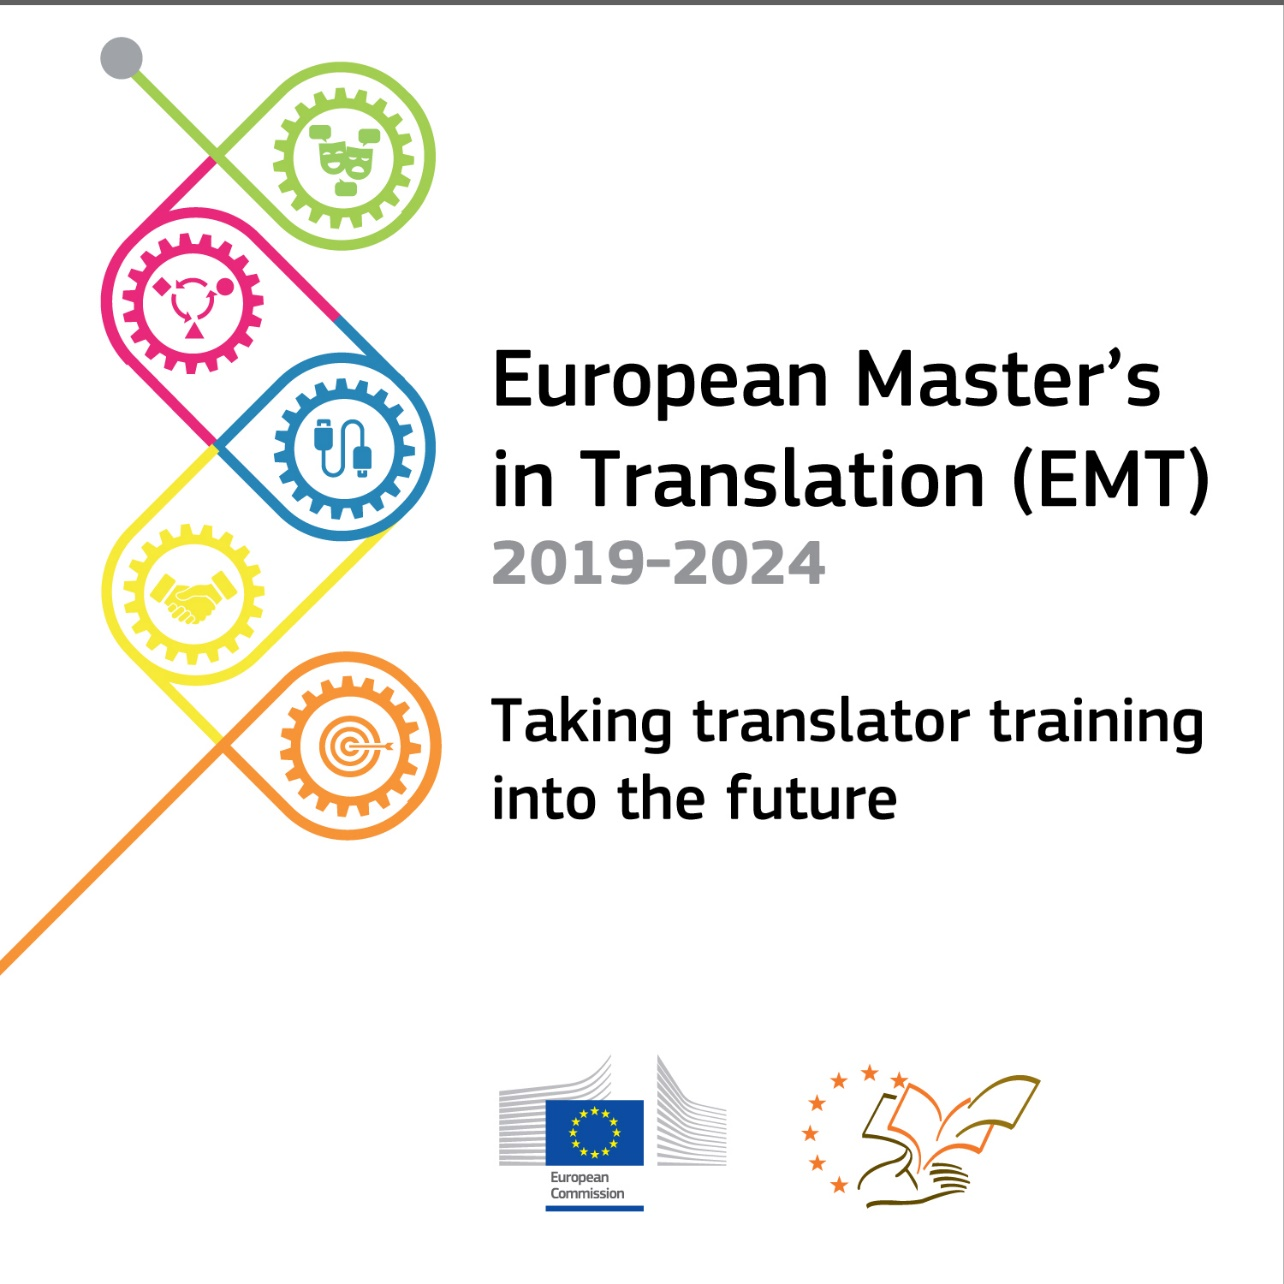 European Master’s
in Translation (EMT)
2019-2024
Taking translator training
into the future
European
Commission